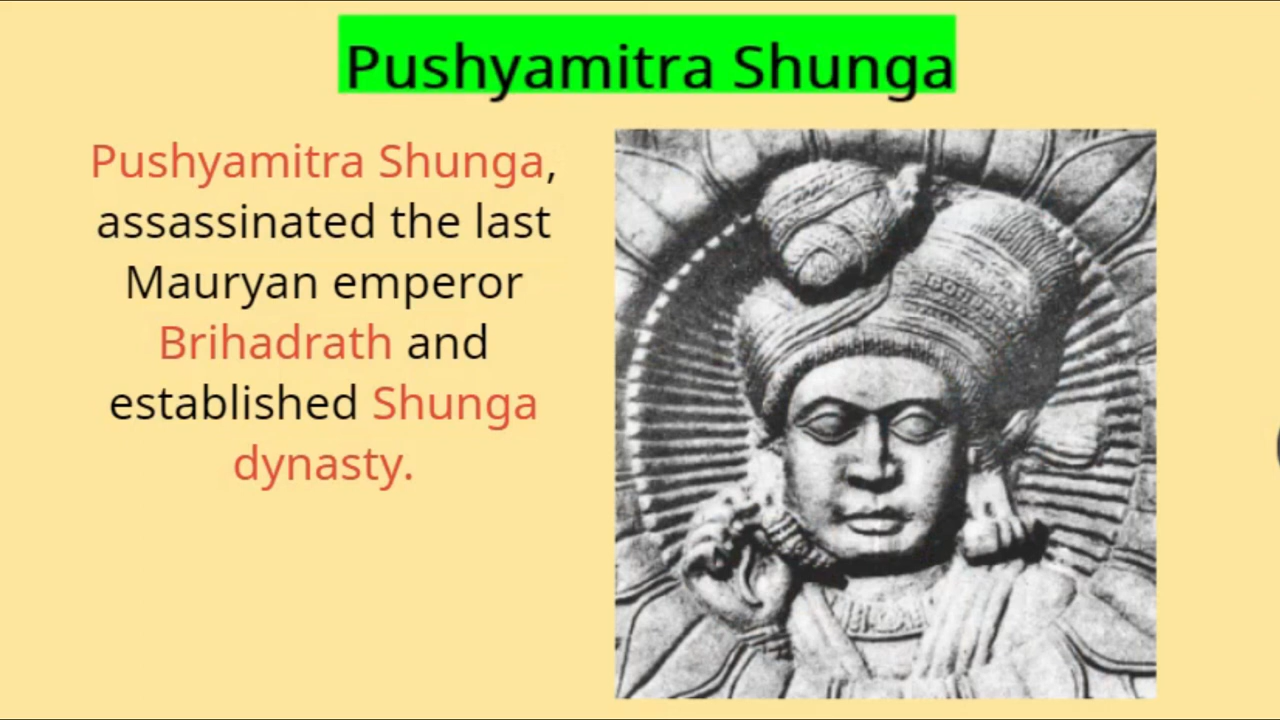 Pushyamitra Shunga
Pushyamitra Shunga,
assassinated the last
Mauryan emperor
Brihadrath and
established Shunga
dynasty.